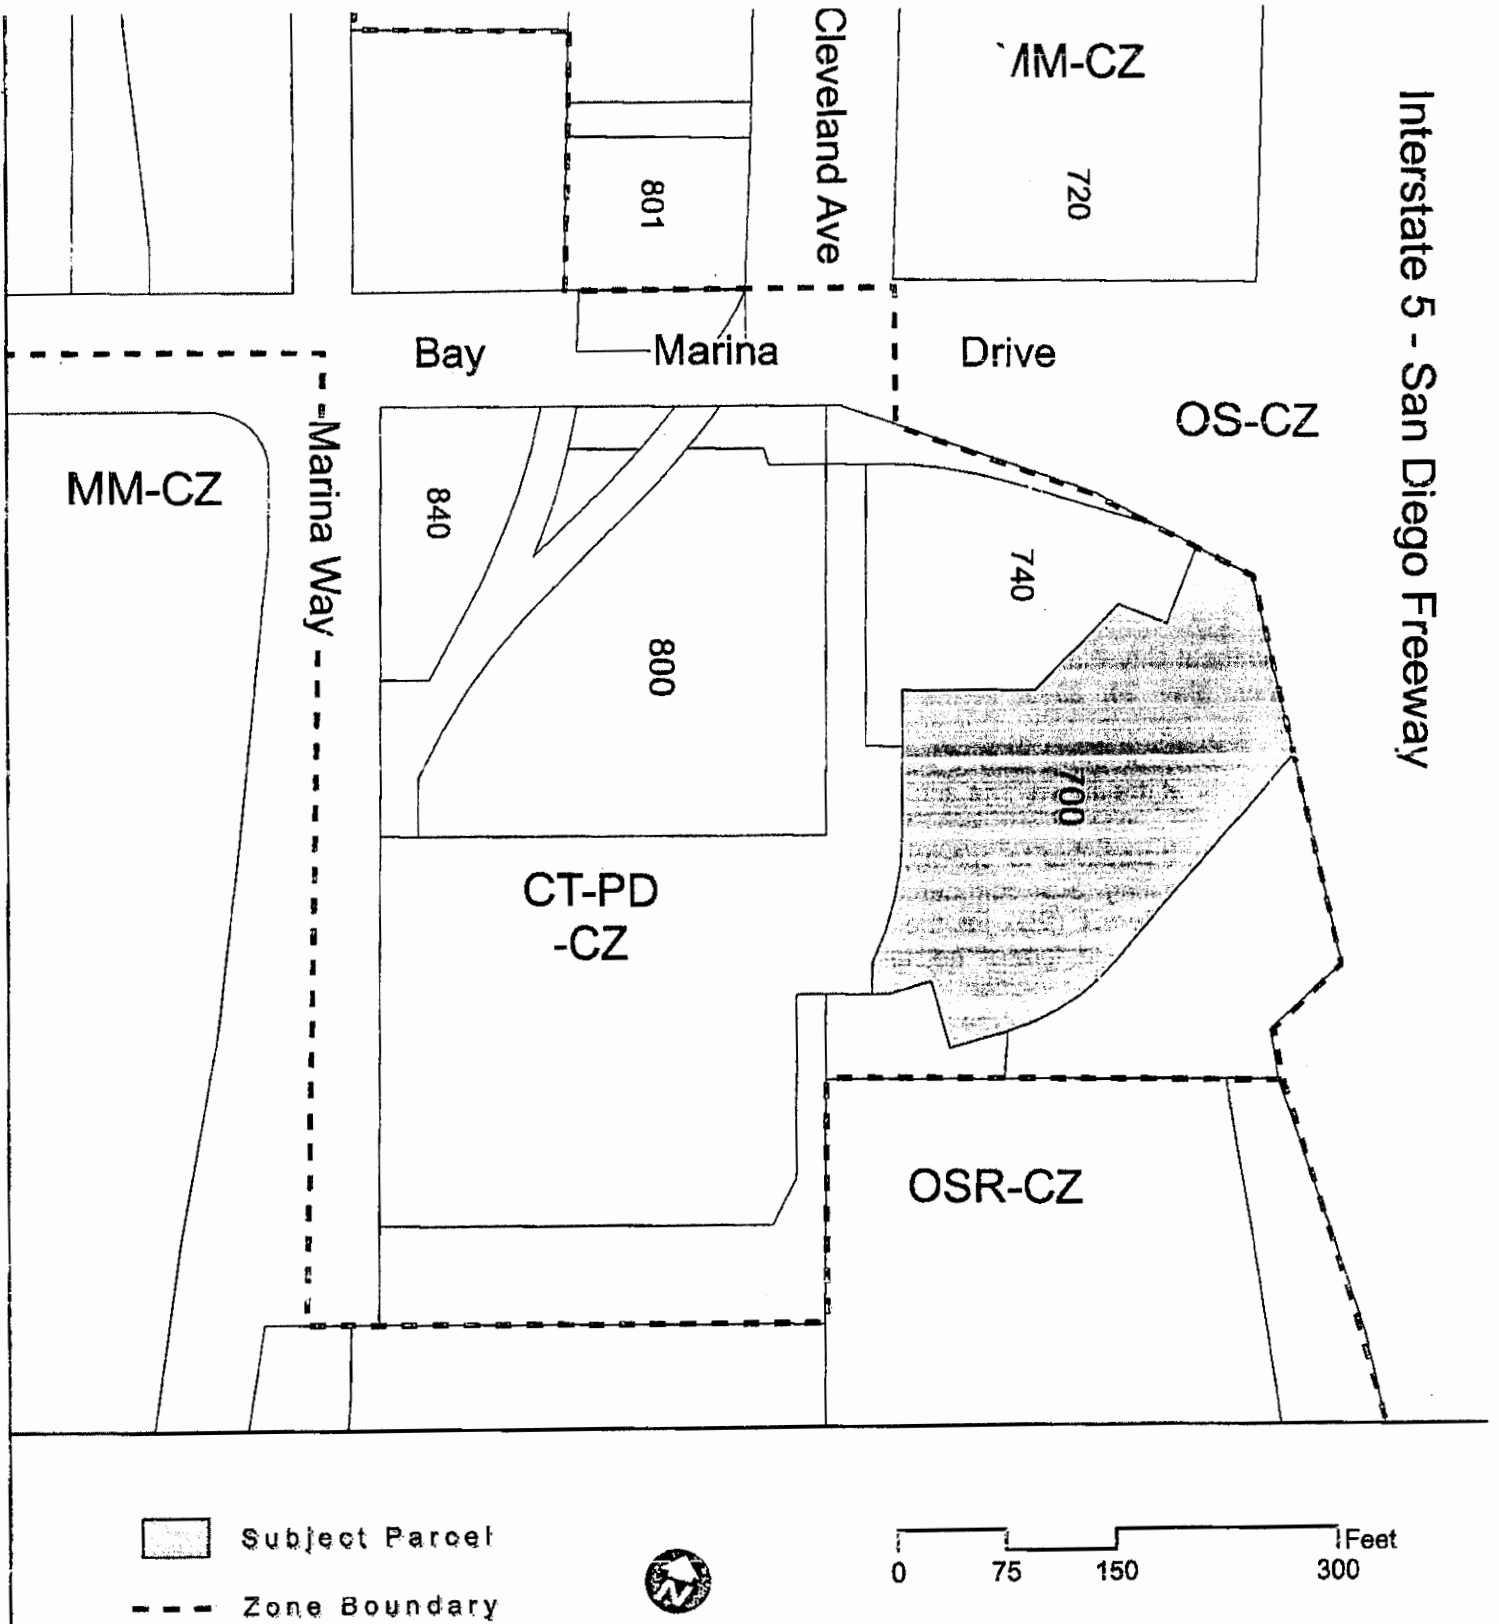 Cleveland Ave
MM-CZ
720
801
Interstate 5 - San Diego Freeway
Bay Marina Drive
OS-CZ
MM-CZ
Marina Way
840
740
800
700
CT-PD
-CZ
OSR-CZ
Subject Parcel
Zone Boundary
N
Feet
0 75 150 300